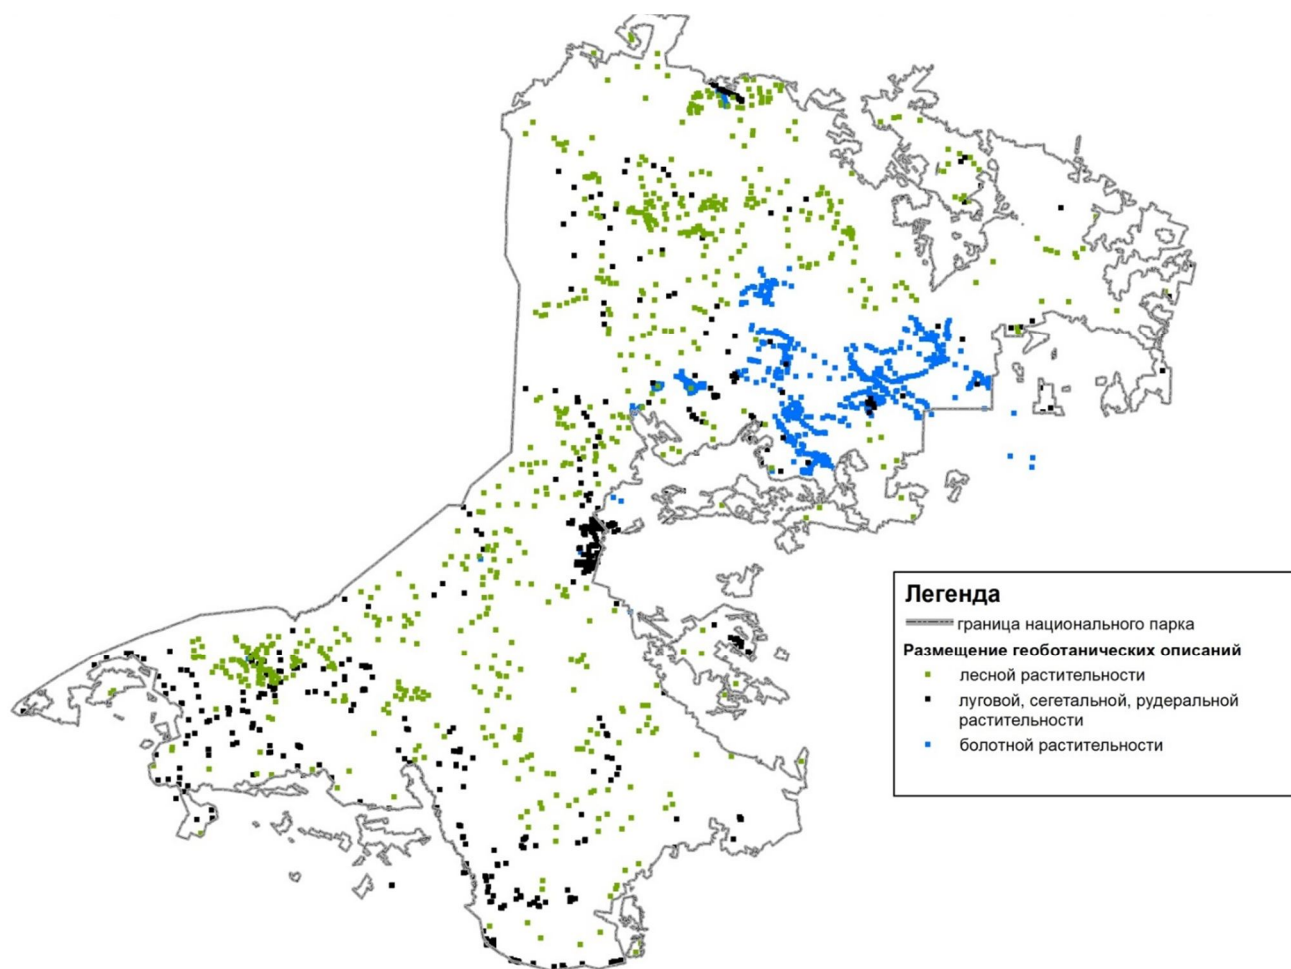 Легенда
граница национального парка
Размещение геоботанических описаний
лесной растительности
луговой, сегетальной, рудеральной
растительности
болотной растительности